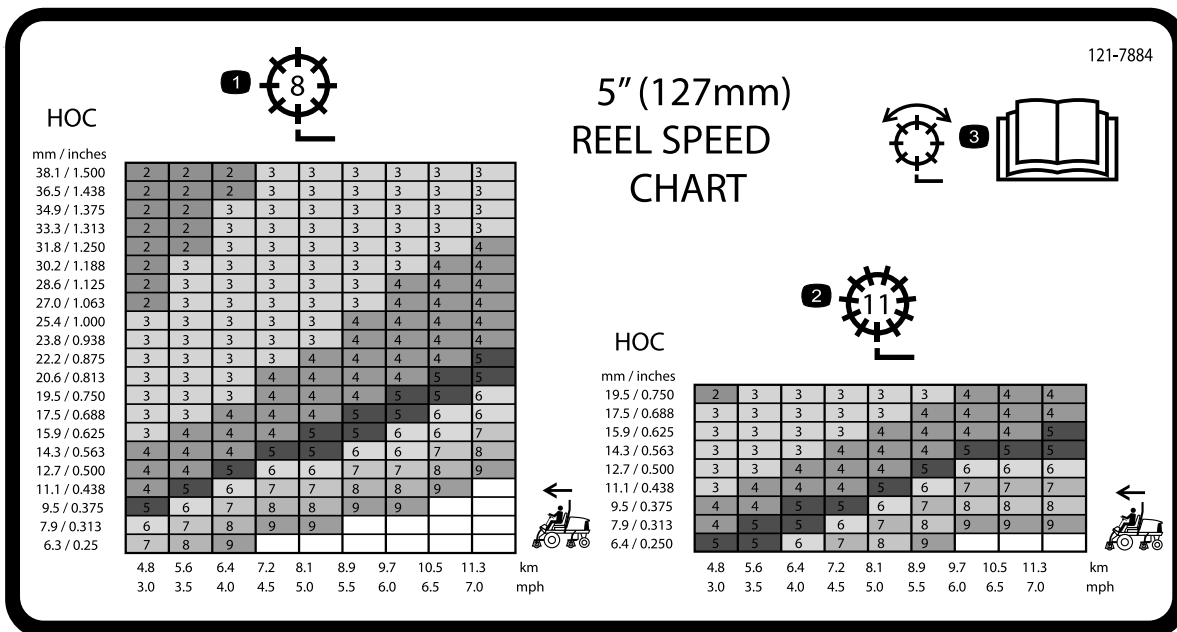 121-7884
5" (127mm)
REEL SPEED
CHART
1
8
3
HOC
mm / inches
38.1 / 1.500 2 2 2 3 3 3 3 3 3
36.5 / 1.438 2 2 2 3 3 3 3 3 3
34.9 / 1.375 2 2 3 3 3 3 3 3 3
33.3 / 1.313 2 2 3 3 3 3 3 3 3
31.8 / 1.250 2 2 3 3 3 3 3 3 4
30.2 / 1.188 2 3 3 3 3 3 3 4 4
28.6 / 1.125 2 3 3 3 3 3 4 4 4
27.0 / 1.063 2 3 3 3 3 3 4 4 4
25.4 / 1.000 3 3 3 3 3 4 4 4 4
23.8 / 0.938 3 3 3 3 3 4 4 4 4
22.2 / 0.875 3 3 3 3 4 4 4 4 5
20.6 / 0.813 3 3 3 4 4 4 4 5 5
19.5 / 0.750 3 3 3 4 4 4 5 5 6
17.5 / 0.688 3 3 4 4 4 5 5 6 6
15.9 / 0.625 3 4 4 4 5 5 6 6 7
14.3 / 0.563 4 4 4 5 5 6 6 7 8
12.7 / 0.500 4 4 5 6 6 7 7 8 9
11.1 / 0.438 4 5 6 7 7 8 8 9
9.5 / 0.375 5 6 7 8 8 9 9
7.9 / 0.313 6 7 8 9 9
6.3 / 0.25 7 8 9
4.8 5.6 6.4 7.2 8.1 8.9 9.7 10.5 11.3 km
3.0 3.5 4.0 4.5 5.0 5.5 6.0 6.5 7.0 mph
2
11
HOC
mm / inches
19.5 / 0.750 2 3 3 3 3 3 4 4 4
17.5 / 0.688 3 3 3 3 3 4 4 4 4
15.9 / 0.625 3 3 3 3 4 4 4 4 5
14.3 / 0.563 3 3 3 4 4 4 5 5 5
12.7 / 0.500 3 3 4 4 4 5 6 6 6
11.1 / 0.438 3 4 4 4 5 6 7 7 7
9.5 / 0.375 4 4 5 5 6 7 8 8 8
7.9 / 0.313 4 5 5 6 7 8 9 9 9
6.4 / 0.250 5 5 6 7 8 9
4.8 5.6 6.4 7.2 8.1 8.9 9.7 10.5 11.3 km
3.0 3.5 4.0 4.5 5.0 5.5 6.0 6.5 7.0 mph